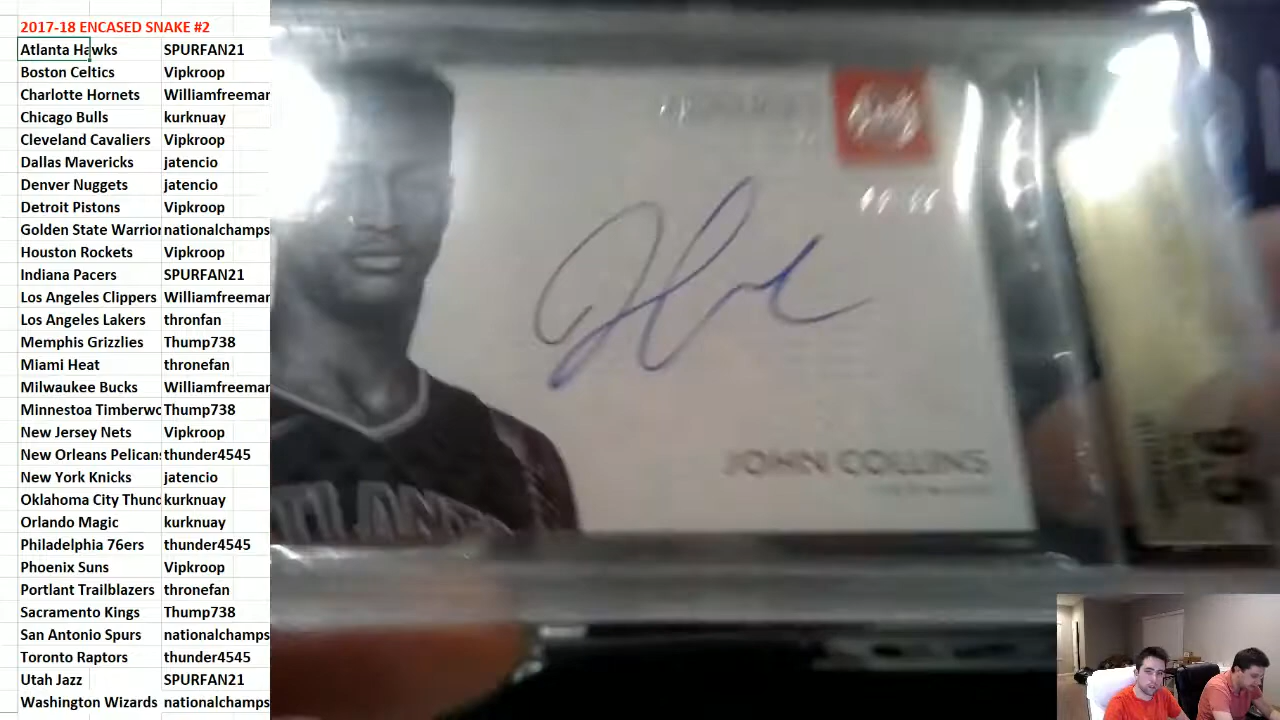 2017-18 ENCASED SNAKE #2
Atlanta Hawks SPURFAN21
Boston Celtics Vipkroop
Charlotte Hornets Williamfreemar
Chicago Bulls kurknuay
Cleveland Cavaliers Vipkroop
Dallas Mavericks jatencio
Denver Nuggets jatencio
Detroit Pistons Vipkroop
Golden State Warrior nationalchamps
Houston Rockets Vipkroop
Indiana Pacers SPURFAN21
Los Angeles Clippers Williamfreemar
Los Angeles Lakers thronfan
Memphis Grizzlies Thump738
Miami Heat thronefan
Milwaukee Bucks Williamfreemar
Minnestoa Timberwo Thump738
New Jersey Nets Vipkroop
New Orleans Pelicans thunder4545
New York Knicks jatencio
Oklahoma City Thund kurknuay
Orlando Magic kurknuay
Philadelphia 76ers thunder4545
Phoenix Suns Vipkroop
Portlant Trailblazers thronefan
Sacramento Kings Thump738
San Antonio Spurs nationalchamps
Toronto Raptors thunder4545
Utah Jazz SPURFAN21
Washington Wizards nationalchamps
JOHN COLLINS
ATLANTA
9.5